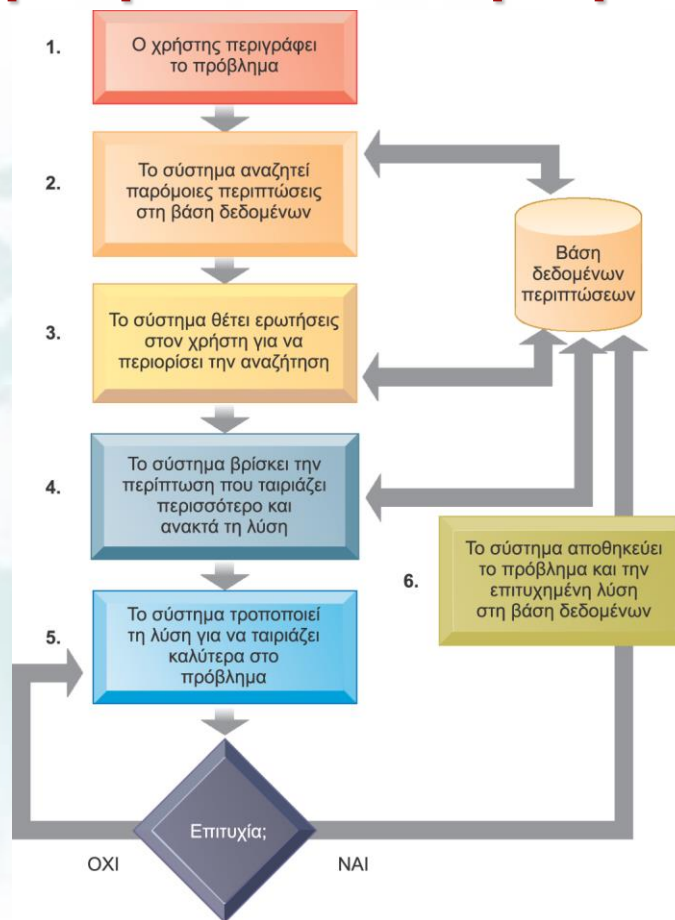 1.
Ο χρήστης περιγράφει
το πρόβλημα
2.
Το σύστημα αναζητεί
παρόμοιες περιπτώσεις
στη βάση δεδομένων
Βάση
δεδομένων
περιπτώσεων
3.
Το σύστημα θέτει ερωτήσεις
στον χρήστη για να
περιορίσει την αναζήτηση
4.
Το σύστημα βρίσκει την
περίπτωση που ταιριάζει
περισσότερο και
ανακτά τη λύση
5.
Το σύστημα τροποποιεί
τη λύση για να ταιριάζει
καλύτερα στο
πρόβλημα
6.
Το σύστημα αποθηκεύει
το πρόβλημα και την
επιτυχημένη λύση
στη βάση δεδομένων
Επιτυχία;
ΟΧΙ
ΝΑΙ